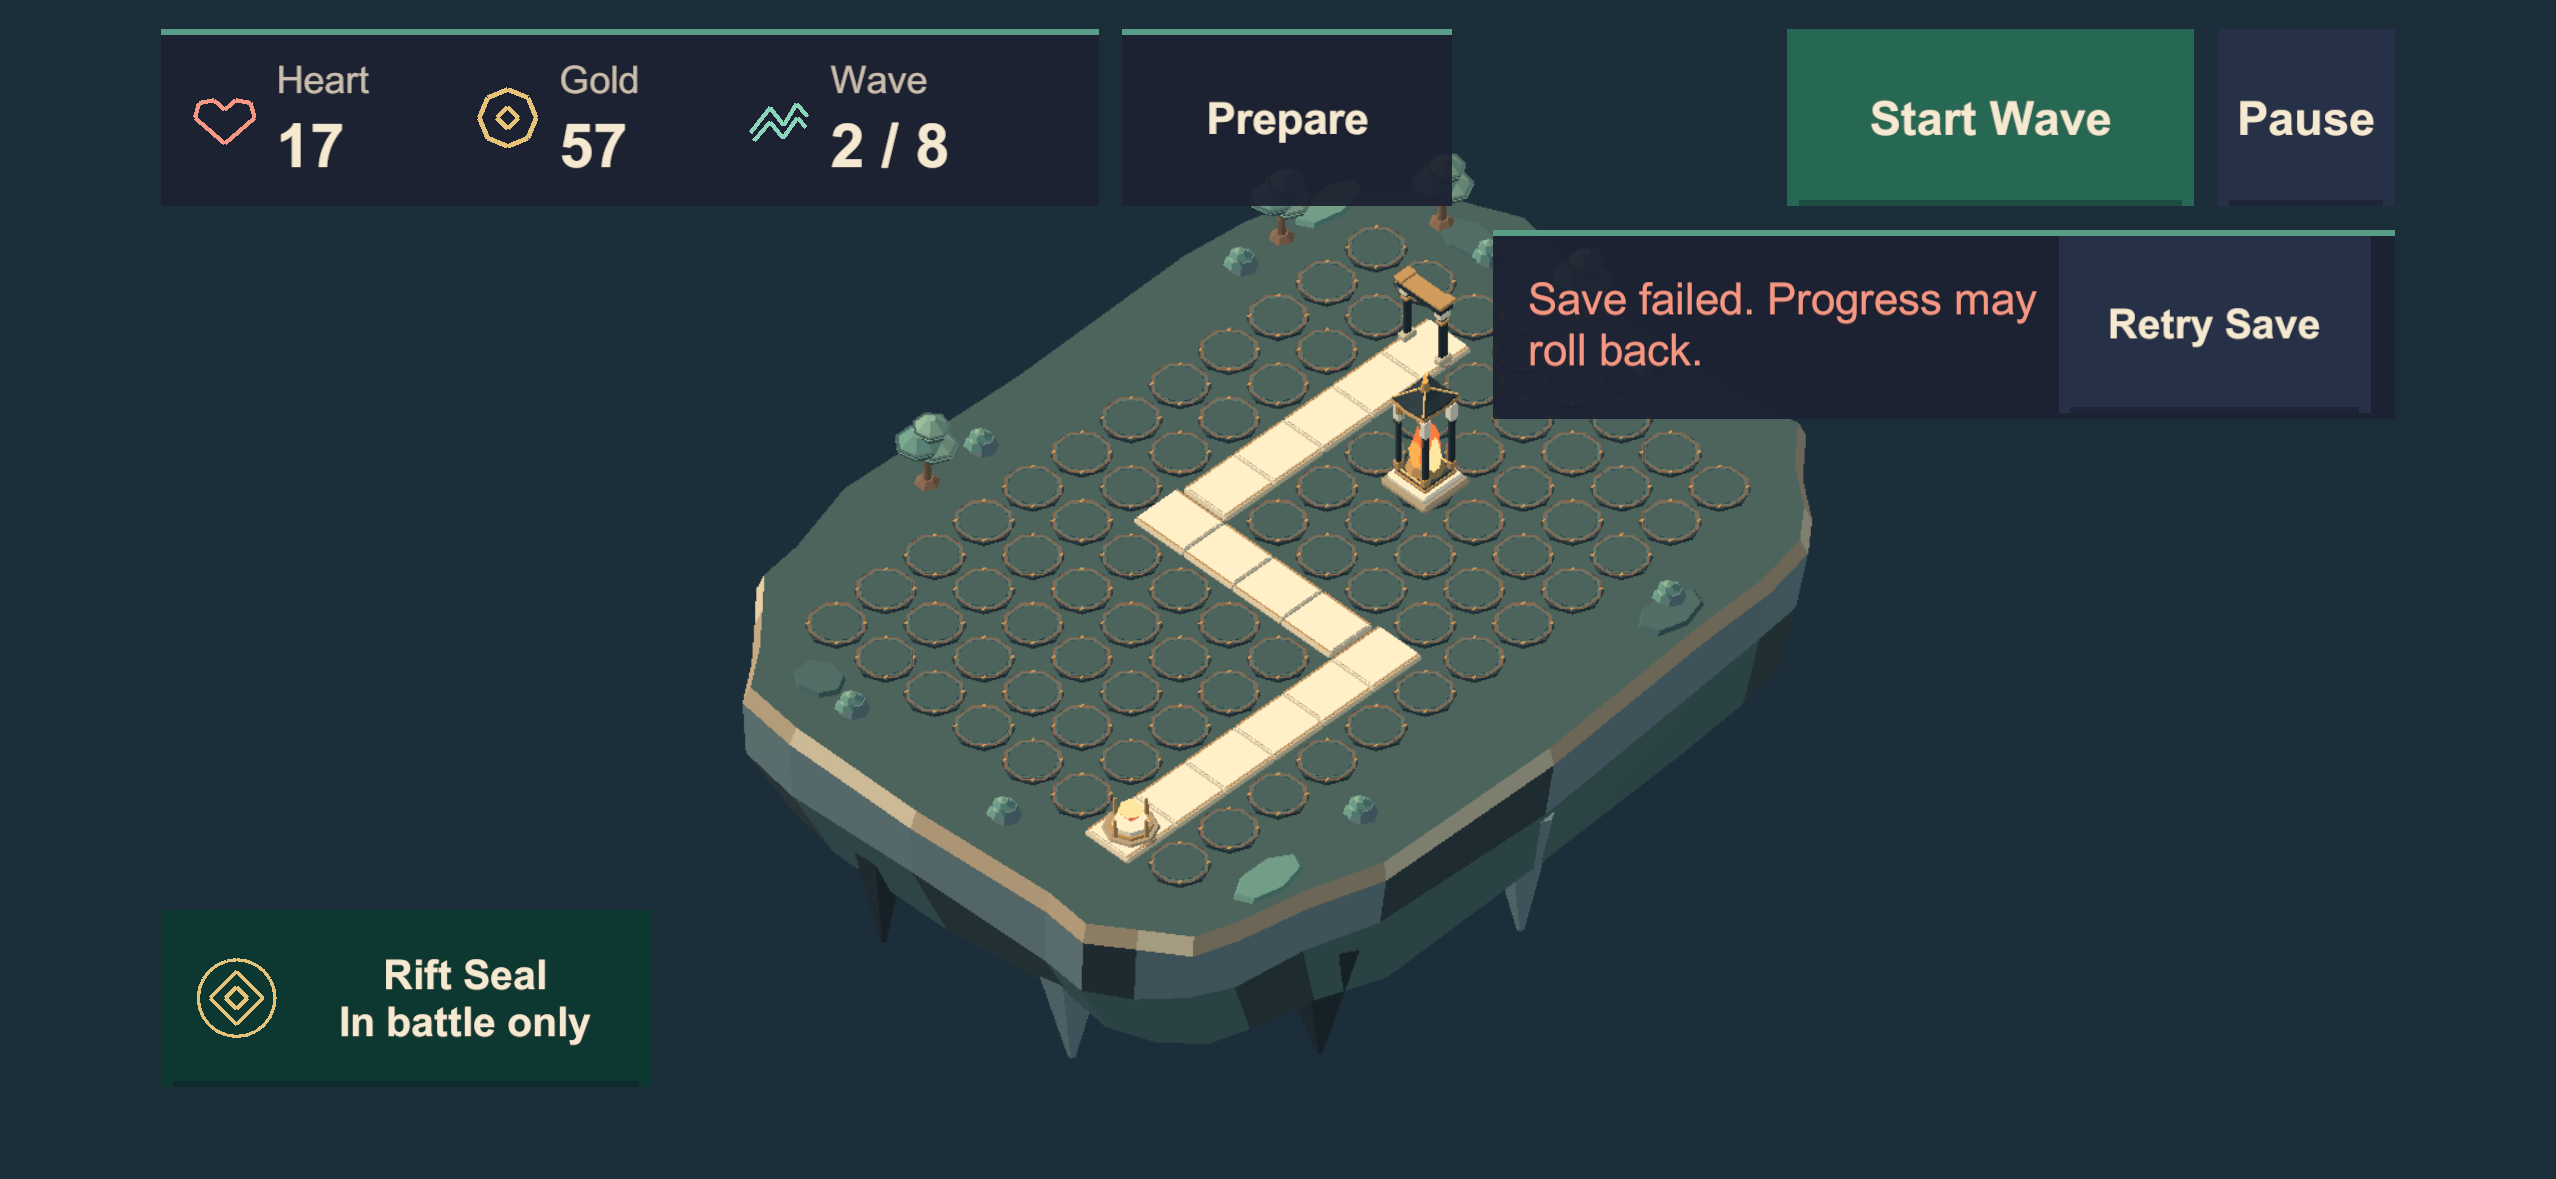 Heart
17
Gold
57
Wave
2 / 8
Prepare
Start Wave
Pause
Save failed. Progress may
roll back.
Retry Save
Rift Seal
In battle only